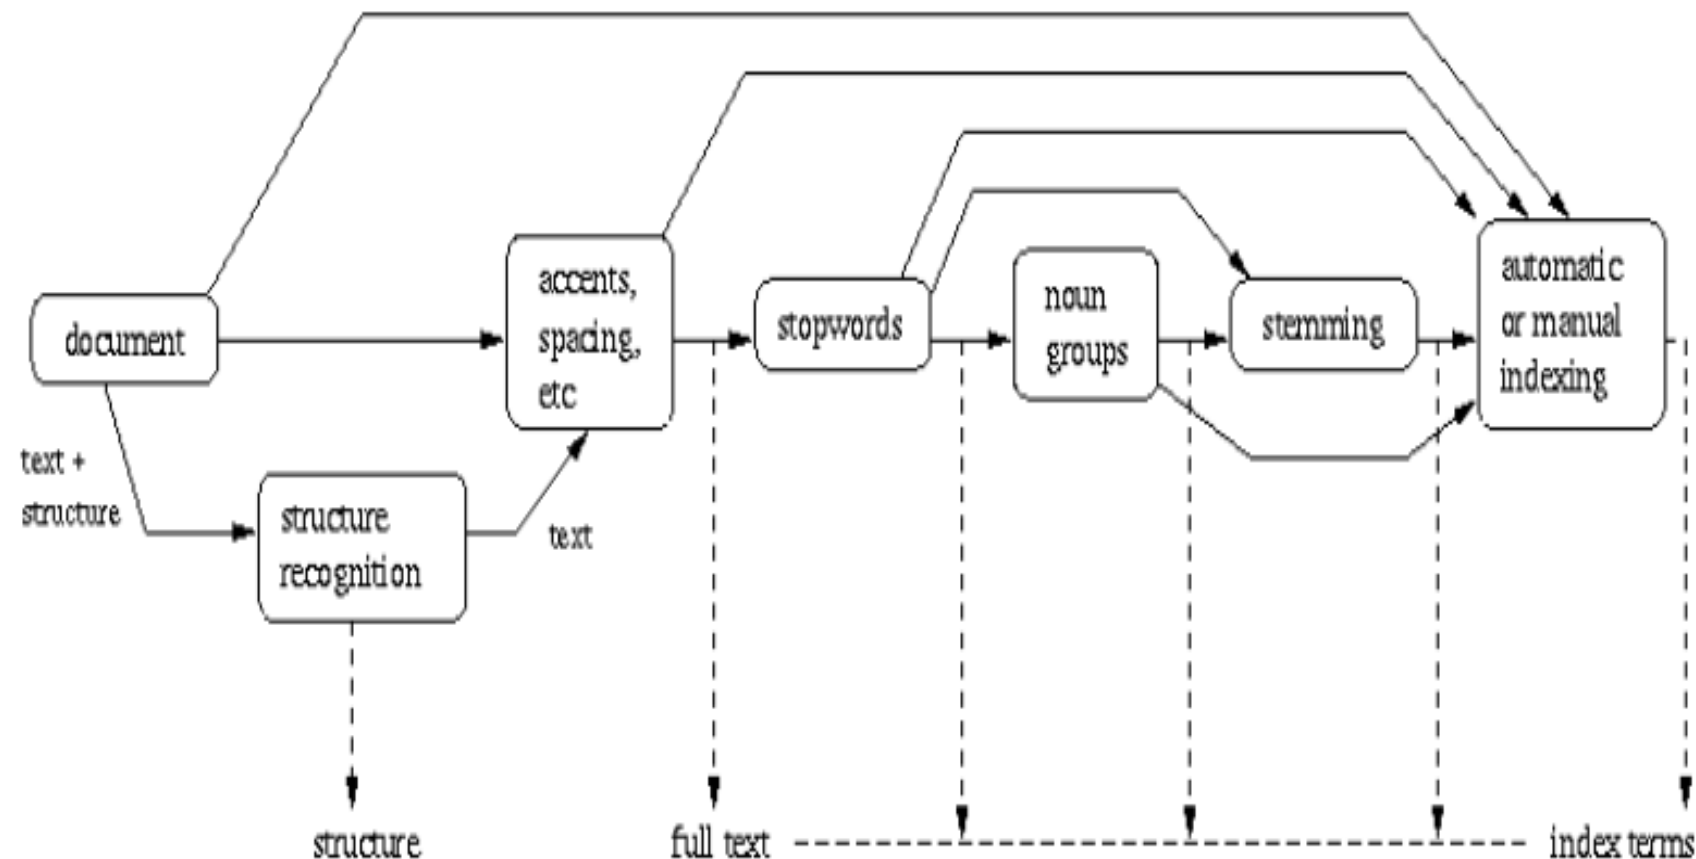 document
accents,
spacing,
etc
stopwords
noun
groups
stemming
automatic
or manual
indexing
text +
structure
structure
recognition
text
structure
full text
index terms